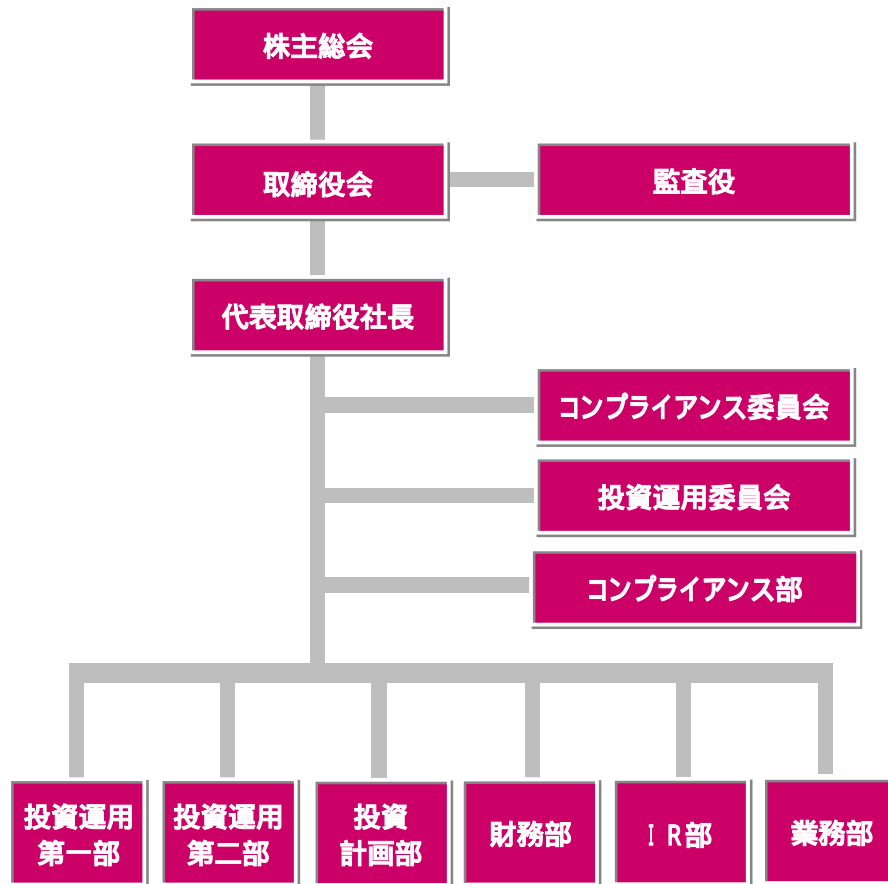 株主総会
取締役会
監査役
代表取締役社長
コンプライアンス委員会
投資運用委員会
コンプライアンス部
投資運用
第一部
投資運用
第二部
投資
計画部
財務部
ＩＲ部
業務部